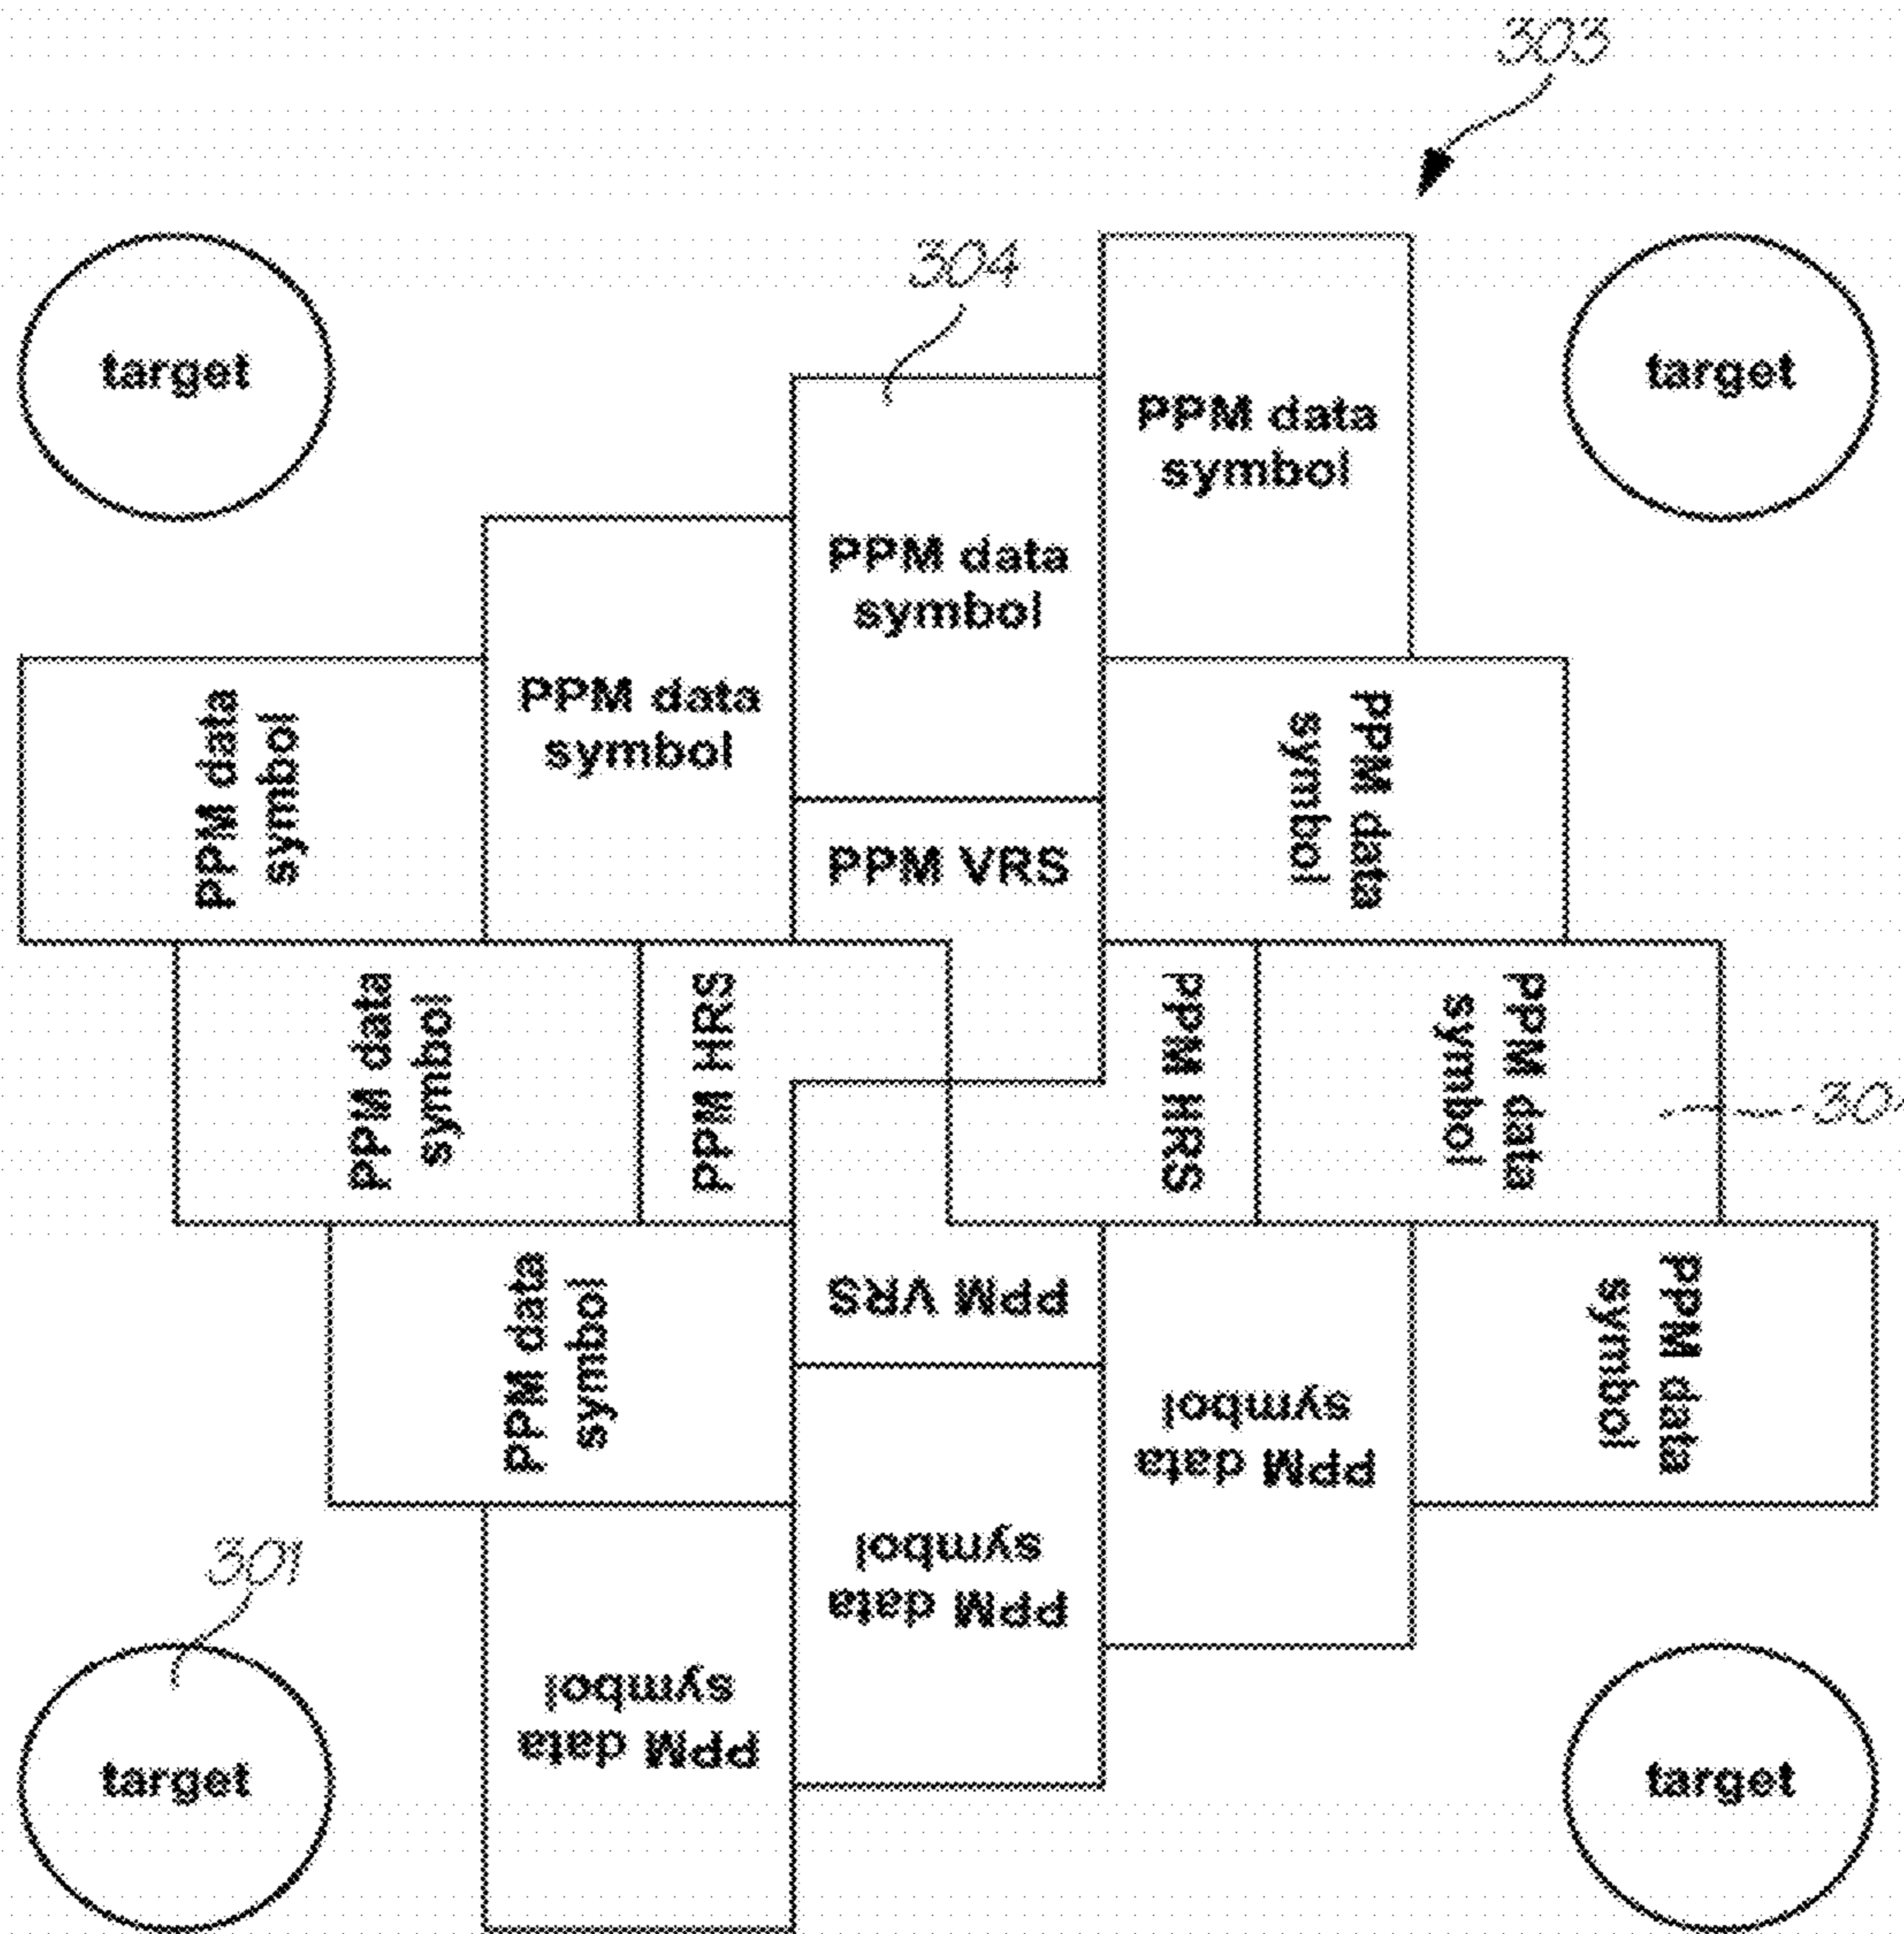 303
304
target
target
PPM data
symbol
PPM data
symbol
PPM data
symbol
PPM data
symbol
PPM data
symbol
PPM VRS
PPM data
symbol
PPM HRS
PPM HRS
PPM data
symbol
PPM data
symbol
PPM VRS
PPM data
symbol
PPM data
symbol
PPM data
symbol
301
PPM data
symbol
target
target